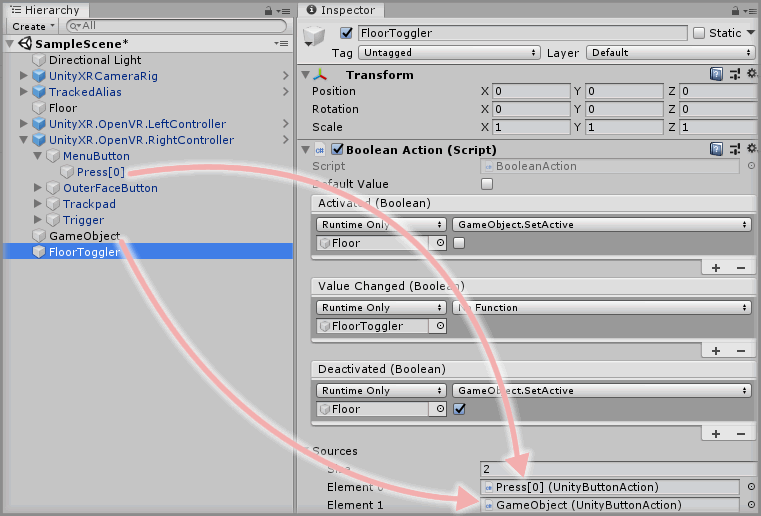 Hierarchy
Create All
SampleScene*
Directional Light
UnityXRCameraRig
TrackedAlias
Floor
UnityXR.OpenVR.LeftController
UnityXR.OpenVR.RightController
MenuButton
Press[0]
OuterFaceButton
Trackpad
Trigger
GameObject
FloorToggler
Inspector
FloorToggler Static
Tag Untagged Layer Default
Transform
Position X 0 Y 0 Z 0
Rotation X 0 Y 0 Z 0
Scale X 1 Y 1 Z 1
Boolean Action (Script)
Script BooleanAction
Default Value
Activated (Boolean)
Runtime Only GameObject.SetActive
Floor
Value Changed (Boolean)
Runtime Only No Function
FloorToggler
Deactivated (Boolean)
Runtime Only GameObject.SetActive
Floor
Sources
Size 2
Element 0 Press[0] (UnityButtonAction)
Element 1 GameObject (UnityButtonAction)